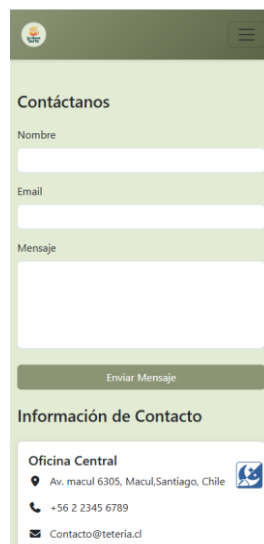 Contáctanos
Nombre
Email
Mensaje
Enviar Mensaje
Información de Contacto
Oficina Central
Av. macul 6305, Macul,Santiago, Chile
+56 2 2345 6789
Contacto@teteria.cl